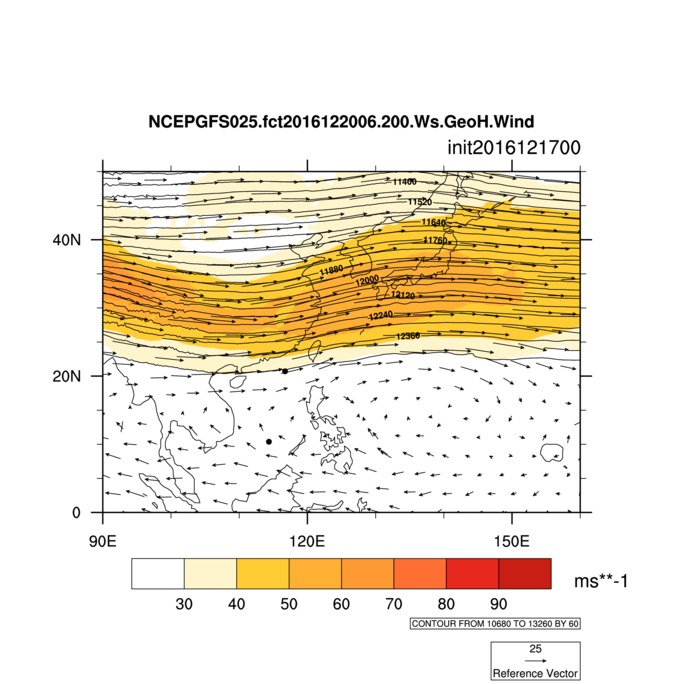 NCEPGFS025.fct2016122006.200.Ws.GeoH.Wind
init2016121700
11400
11520
11640
11760
11880
12000
12120
12240
12360
40N
20N
0
90E 120E 150E
30 40 50 60 70 80 90
ms**-1
CONTOUR FROM 10680 TO 13260 BY 60
25
Reference Vector